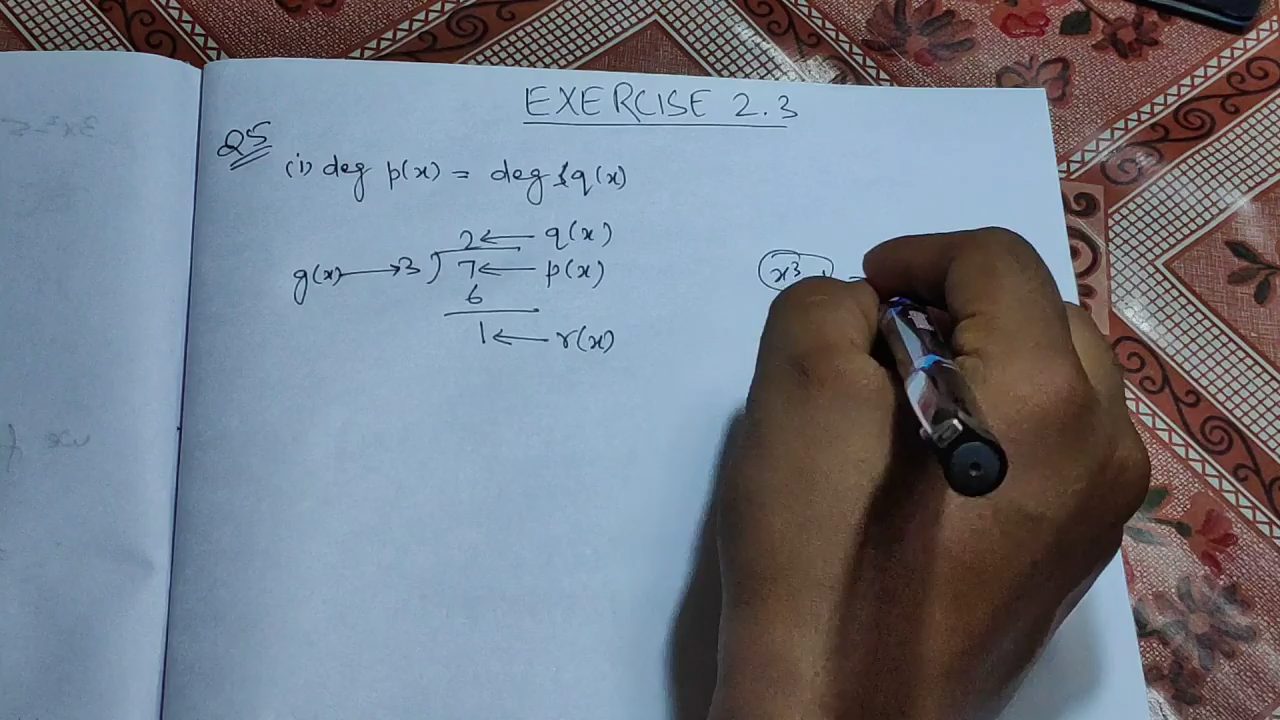 EXERCISE 2.3
Q5
(i) deg p(x) = deg q(x)
2 ← q(x)
g(x) → 3 ) 7 ← p(x)
6
1 ← r(x)
x³